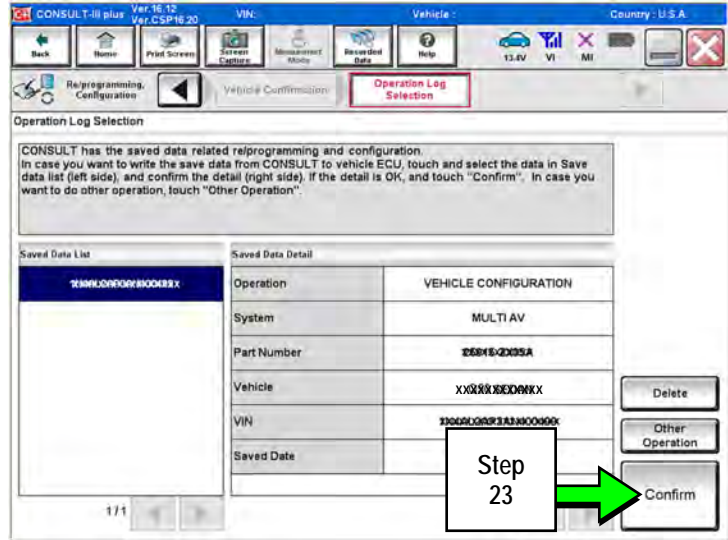 CONSULT-III plus Ver.16.12
Ver.CSP16.20
VIN:
Vehicle :
Country : U.S.A.
Back
Home
Print Screen
Screen Capture
Measurement Mode
Recorded Data
Help
13.4V
VI
MI
Re/programming, Configuration
Vehicle Confirmation
Operation Log Selection
Operation Log Selection
CONSULT has the saved data related re/programming and configuration.
In case you want to write the save data from CONSULT to vehicle ECU, touch and select the data in Save
data list (left side), and confirm the detail (right side). If the detail is OK, and touch "Confirm". In case you
want to do other operation, touch "Other Operation".
Saved Data List
Saved Data Detail
Operation
VEHICLE CONFIGURATION
System
MULTI AV
Part Number
Vehicle
VIN
Saved Date
Delete
Other Operation
Confirm
Step
23
1/1